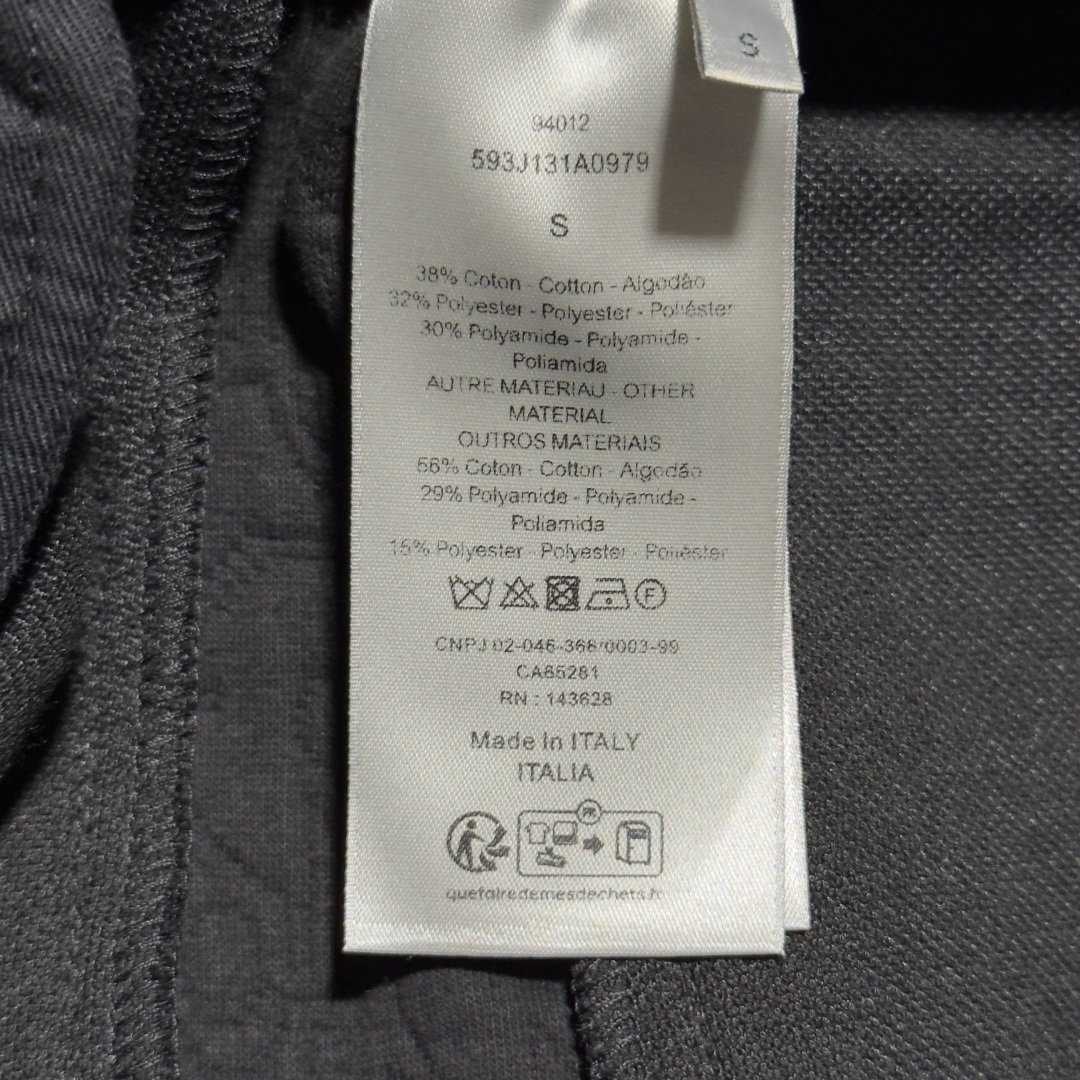 S
94012
593J131A0979
S
38% Coton - Cotton - Algodão
32% Polyester - Polyester - Poliéster
30% Polyamide - Polyamide -
Poliamida
AUTRE MATERIAU - OTHER
MATERIAL
OUTROS MATERIAIS
56% Coton - Cotton - Algodão
29% Polyamide - Polyamide -
Poliamida
15% Polyester - Polyester - Poliéster
F
CNPJ 02-046-366/0003-99
CA65281
RN : 143628
Made In ITALY
ITALIA
FR
quefairedemesdechets.fr